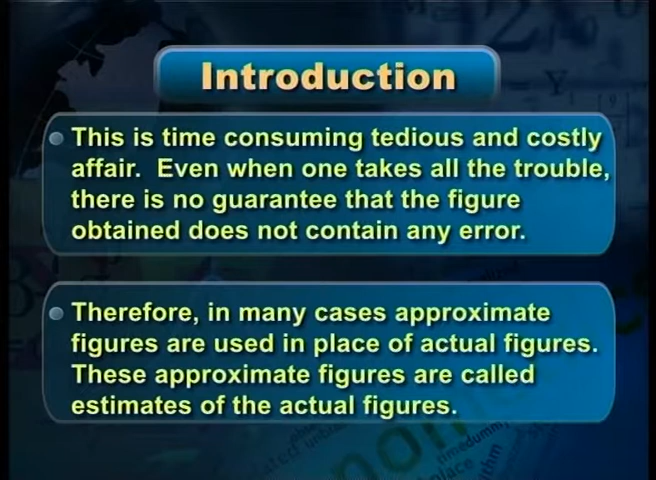 Introduction
This is time consuming tedious and costly
affair. Even when one takes all the trouble,
there is no guarantee that the figure
obtained does not contain any error.
Therefore, in many cases approximate
figures are used in place of actual figures.
These approximate figures are called
estimates of the actual figures.